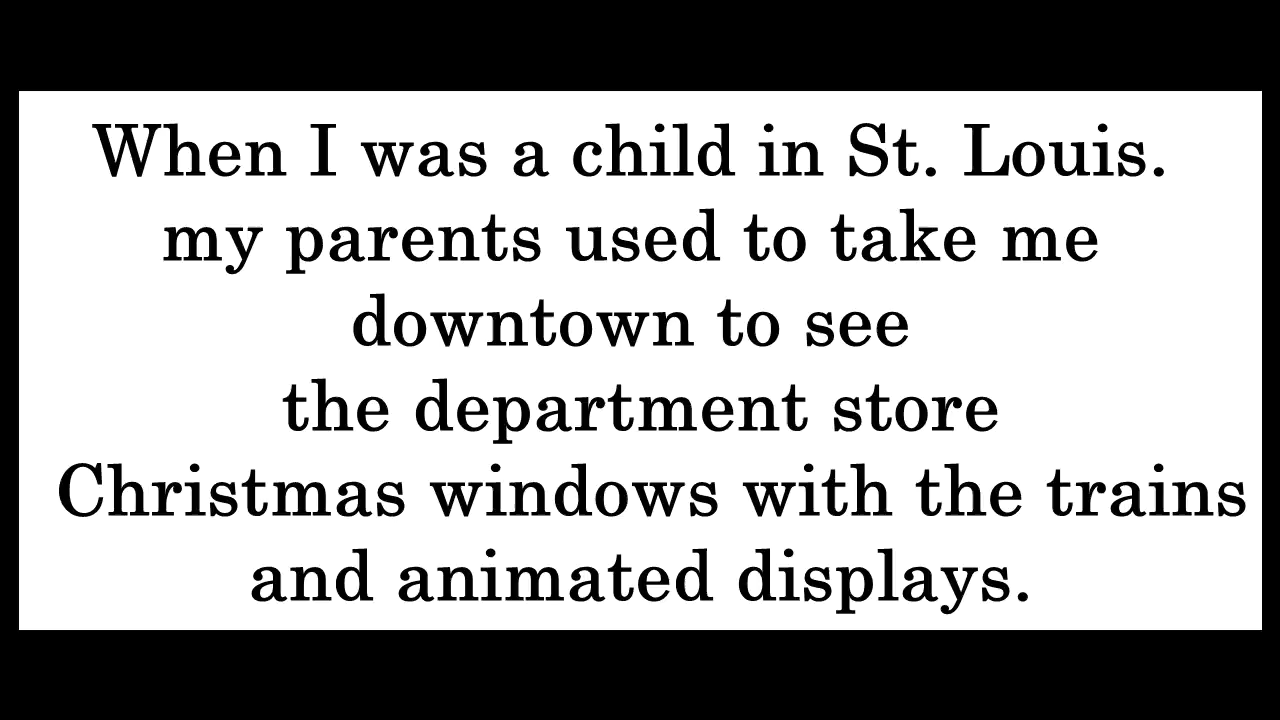 When I was a child in St. Louis.
my parents used to take me
downtown to see
the department store
Christmas windows with the trains
and animated displays.